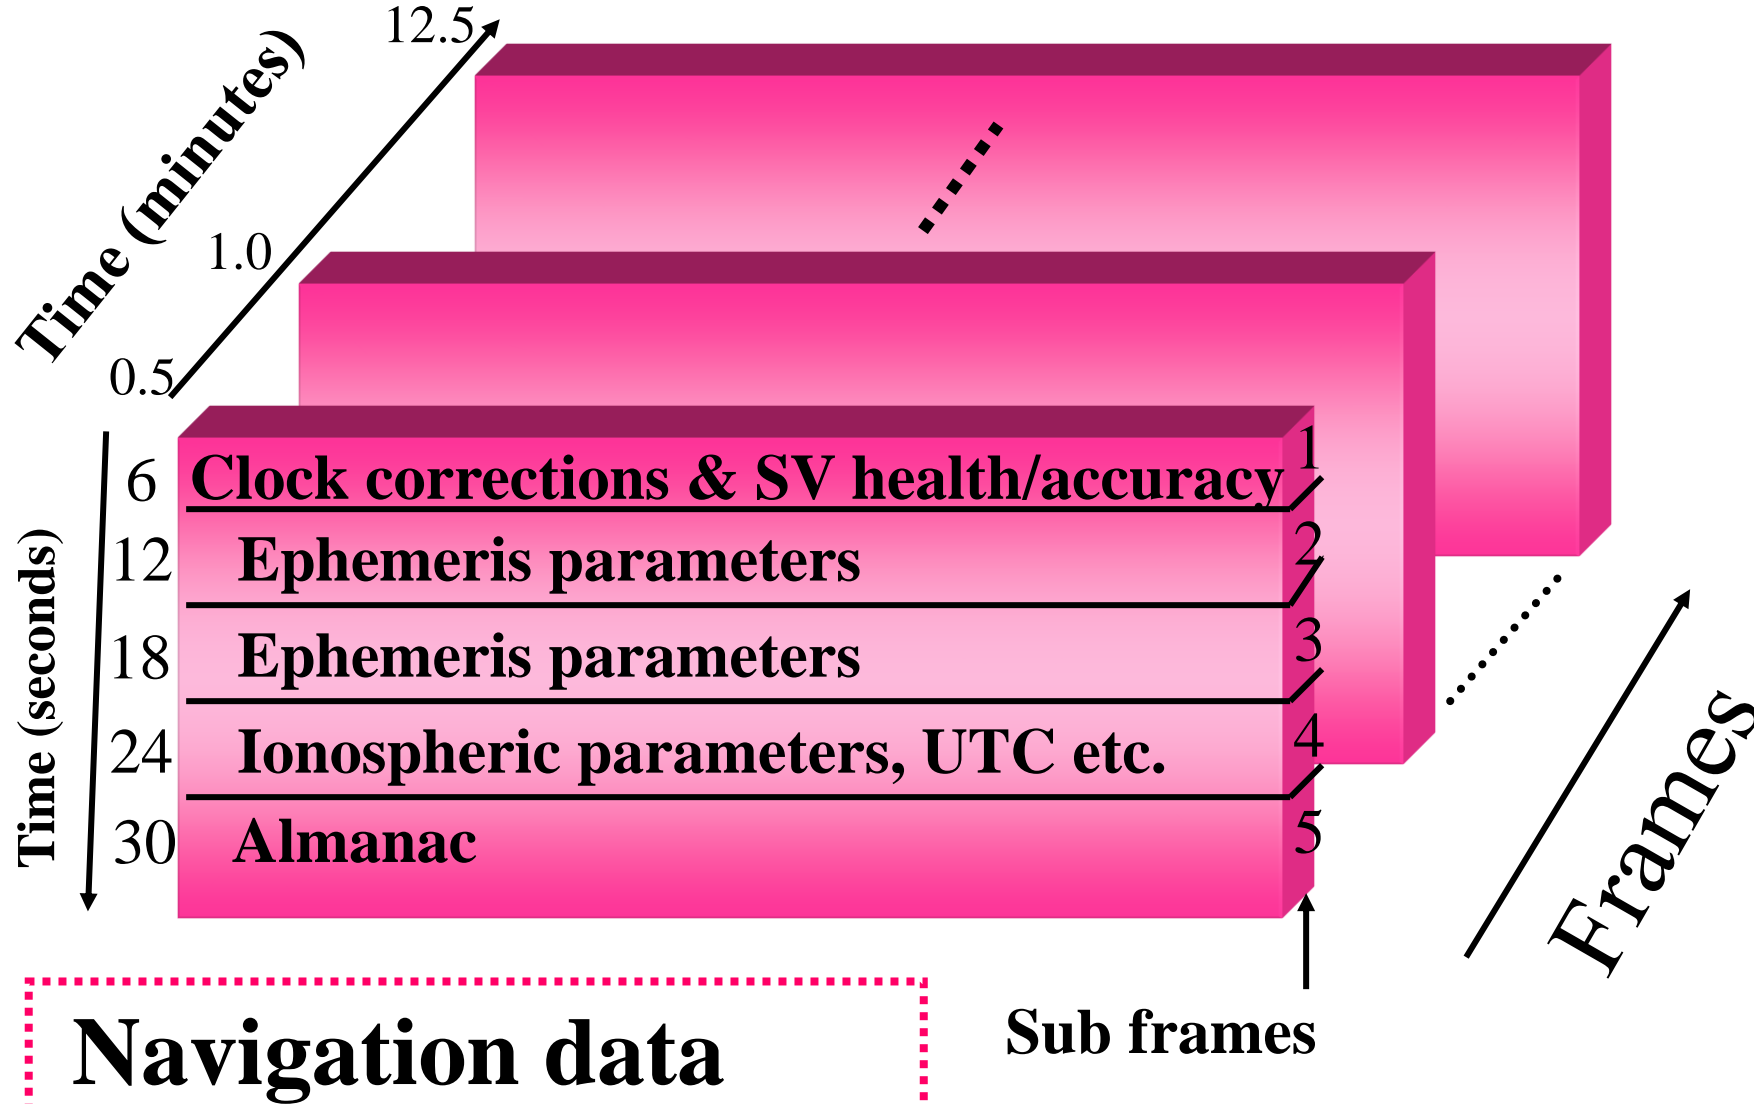 12.5
Time (minutes)
1.0
0.5
6 Clock corrections & SV health/accuracy 1
12 Ephemeris parameters 2
18 Ephemeris parameters 3
24 Ionospheric parameters, UTC etc. 4
30 Almanac 5
Time (seconds)
Frames
Sub frames
Navigation data